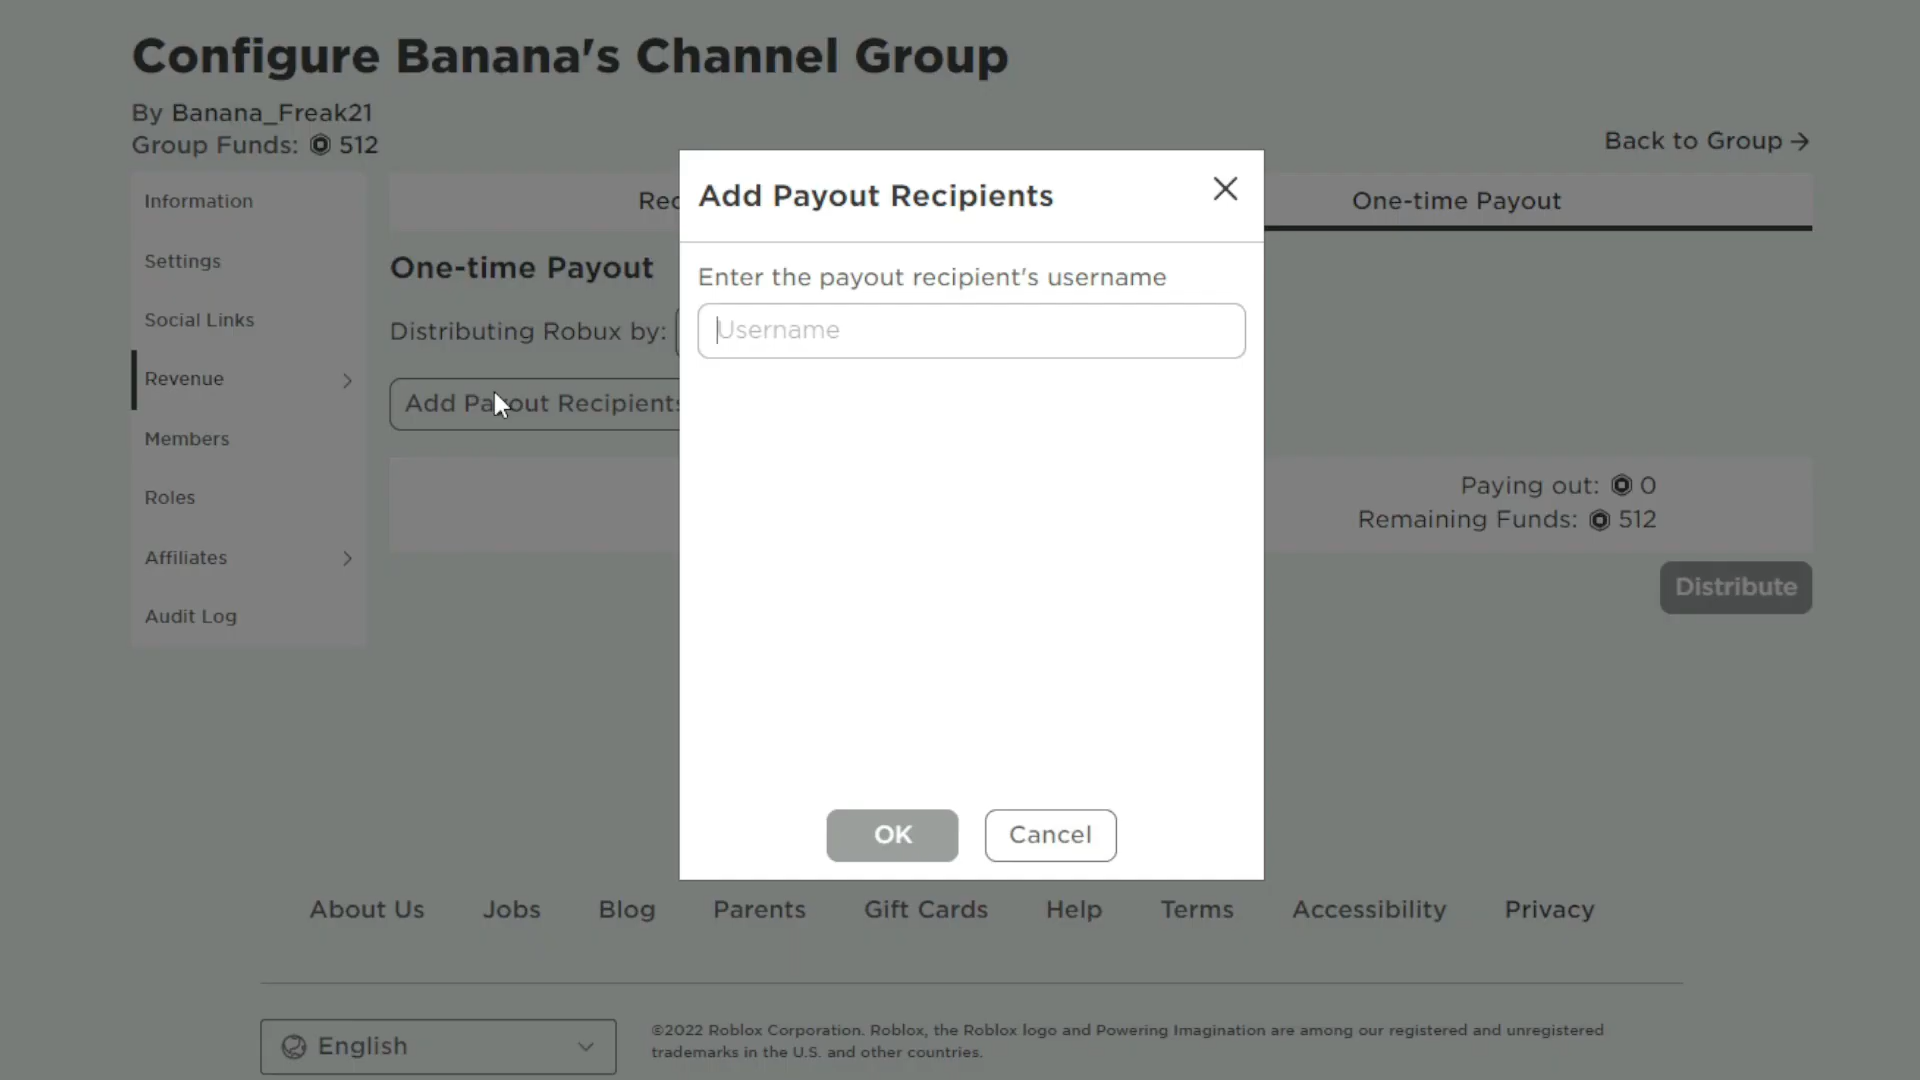 Configure Banana's Channel Group
By Banana_Freak21
Group Funds: 512
Back to Group
Information
Settings
Social Links
Revenue
Members
Roles
Affiliates
Audit Log
One-time Payout
One-time Payout
Distributing Robux by:
Add Payout Recipients
Add Payout Recipients
Enter the payout recipient's username
Username
OK
Cancel
Paying out: 0
Remaining Funds: 512
Distribute
About Us Jobs Blog Parents Gift Cards Help Terms Accessibility Privacy
English
©2022 Roblox Corporation. Roblox, the Roblox logo and Powering Imagination are among our registered and unregistered
trademarks in the U.S. and other countries.